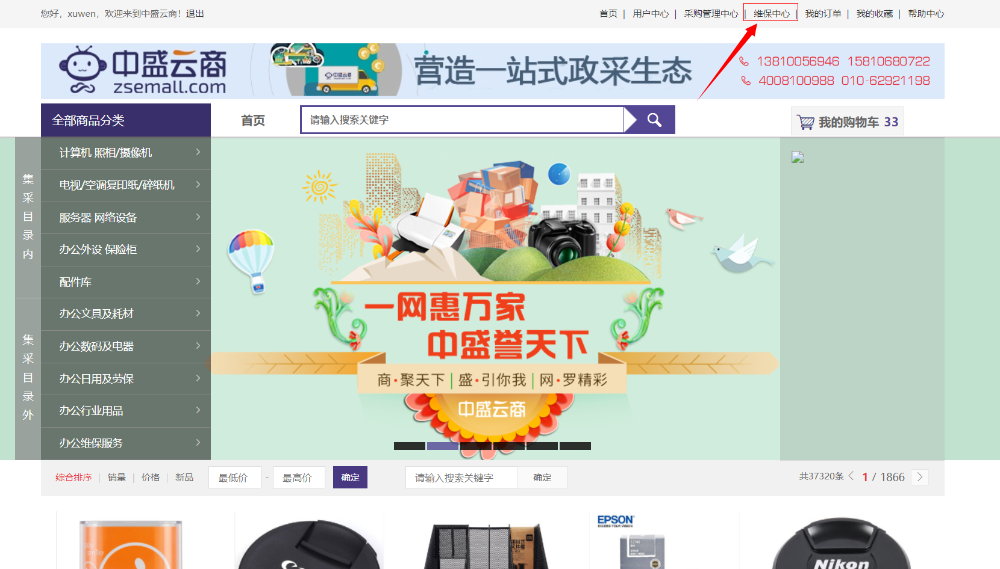 您好，xuwen，欢迎来到中盛云商！退出
首页 | 用户中心 | 采购管理中心 | 维保中心 | 我的订单 | 我的收藏 | 帮助中心
中盛云商
zsemall.com
中盛云商
营造一站式政采生态
13810056946 15810680722
4008100988 010-62921198
全部商品分类
首页
请输入搜索关键字
我的购物车 33
集采目录内
计算机 照相/摄像机
电视/空调复印纸/碎纸机
服务器 网络设备
办公外设 保险柜
配件库
集采目录外
办公文具及耗材
办公数码及电器
办公日用及劳保
办公行业用品
办公维保服务
一网惠万家
中盛誉天下
商·聚天下|盛·引你我|网·罗精彩
中盛云商
综合排序 | 销量 | 价格 | 新品
最低价 - 最高价 确定
请输入搜索关键字 确定
共37320条 1 / 1866
EPSON
EXCEED YOUR VISION
Nikon